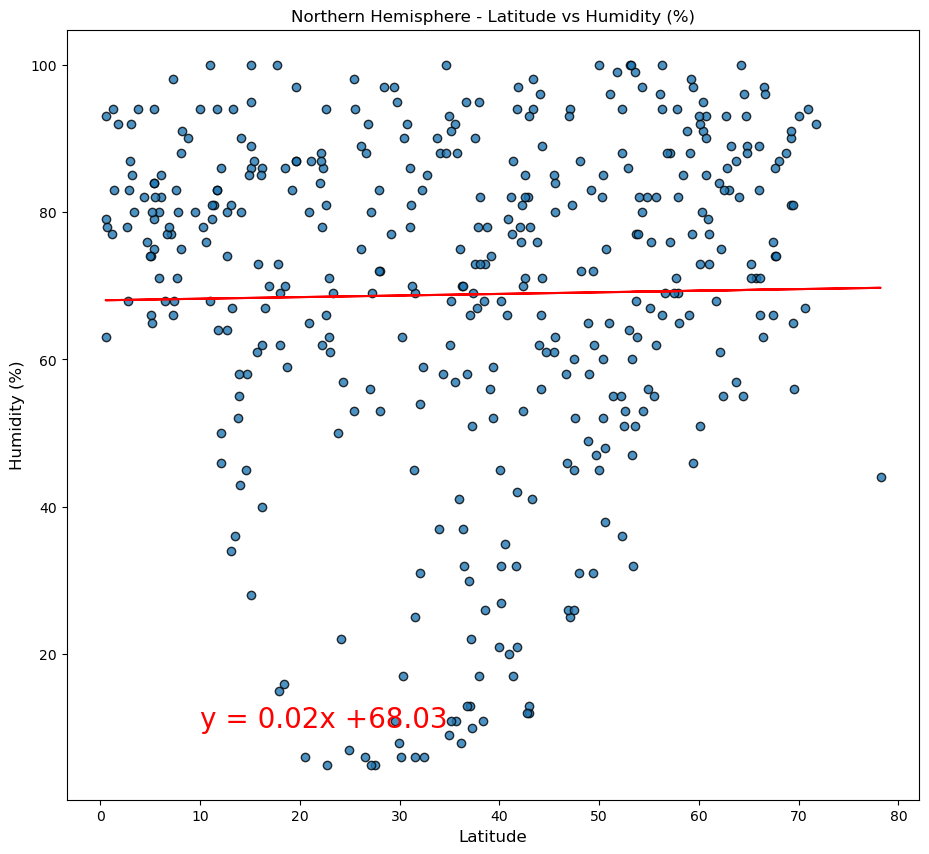 Northern Hemisphere - Latitude vs Humidity (%)
100
80
60
40
20
Humidity (%)
y = 0.02x +68.03
0 10 20 30 40 50 60 70 80
Latitude